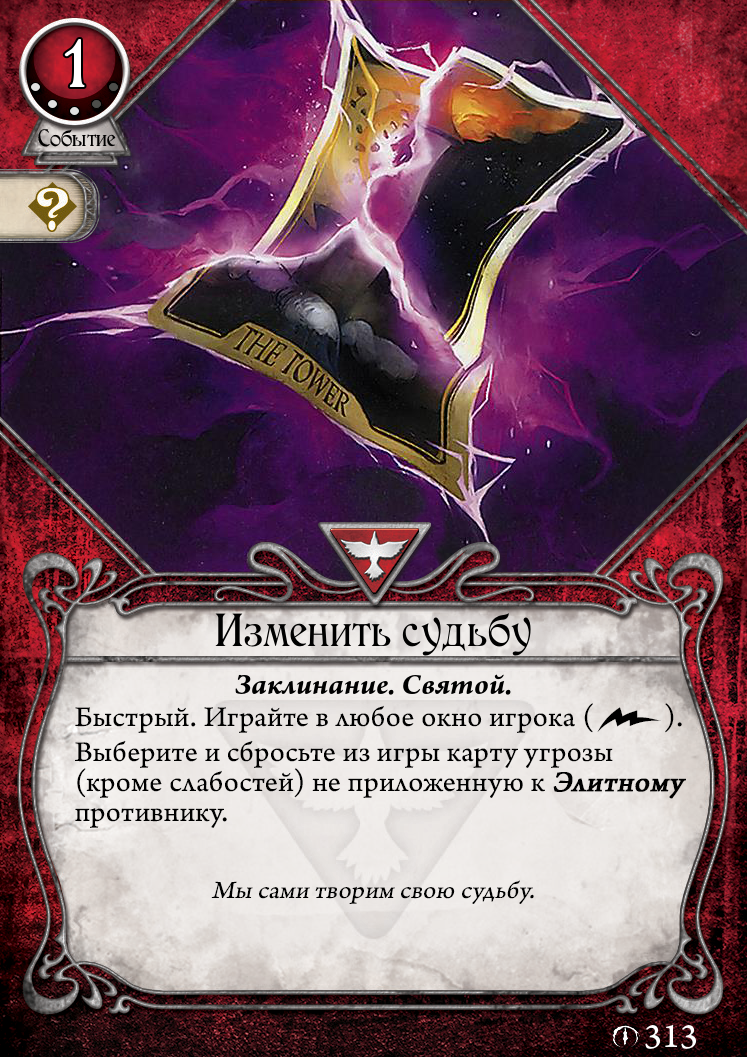 1
Событие
?
THE TOWER
Изменить судьбу
Заклинание. Святой.
Быстрый. Играйте в любое окно игрока ( ).
Выберите и сбросьте из игры карту угрозы
(кроме слабостей) не приложенную к Элитному
противнику.
Мы сами творим свою судьбу.
313